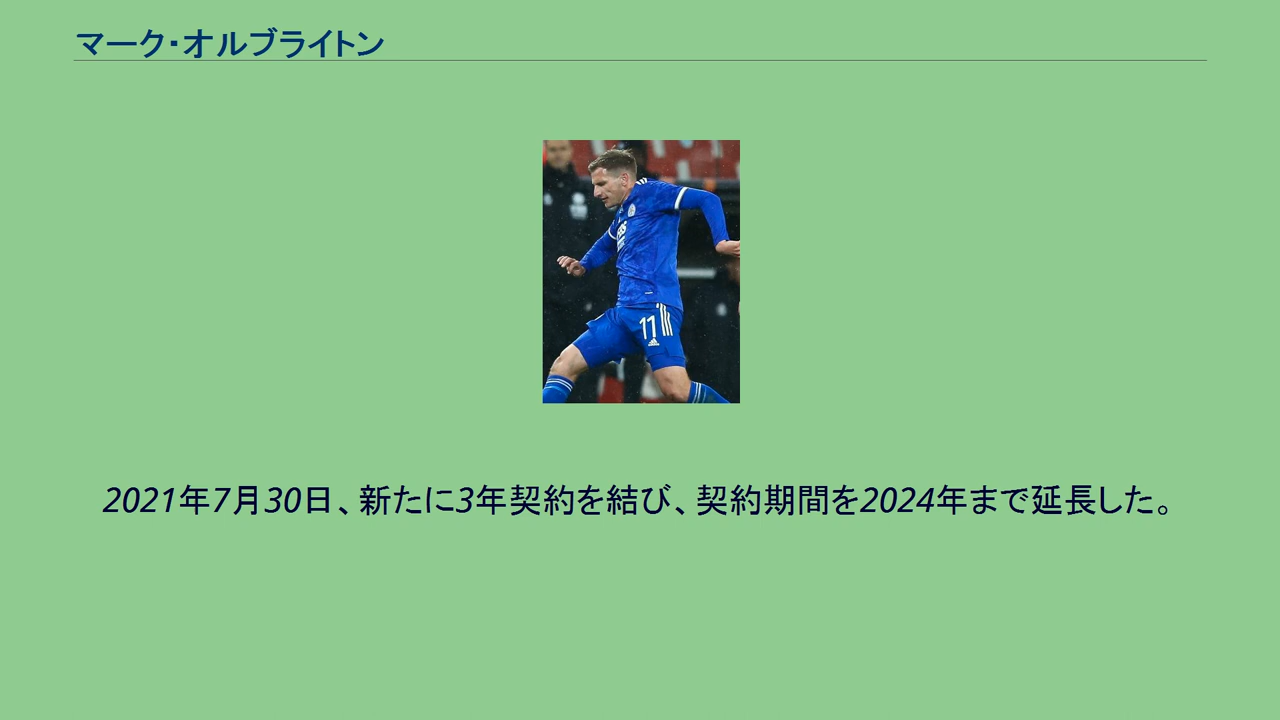 マーク・オルブライトン
11
2021年7月30日、新たに3年契約を結び、契約期間を2024年まで延長した。